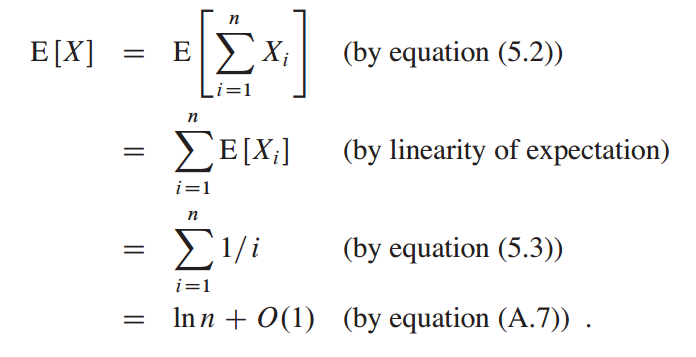 E[X] = E[∑_{i=1}^{n} X_i] (by equation (5.2))
= ∑_{i=1}^{n} E[X_i] (by linearity of expectation)
= ∑_{i=1}^{n} 1/i (by equation (5.3))
= ln n + O(1) (by equation (A.7)) .